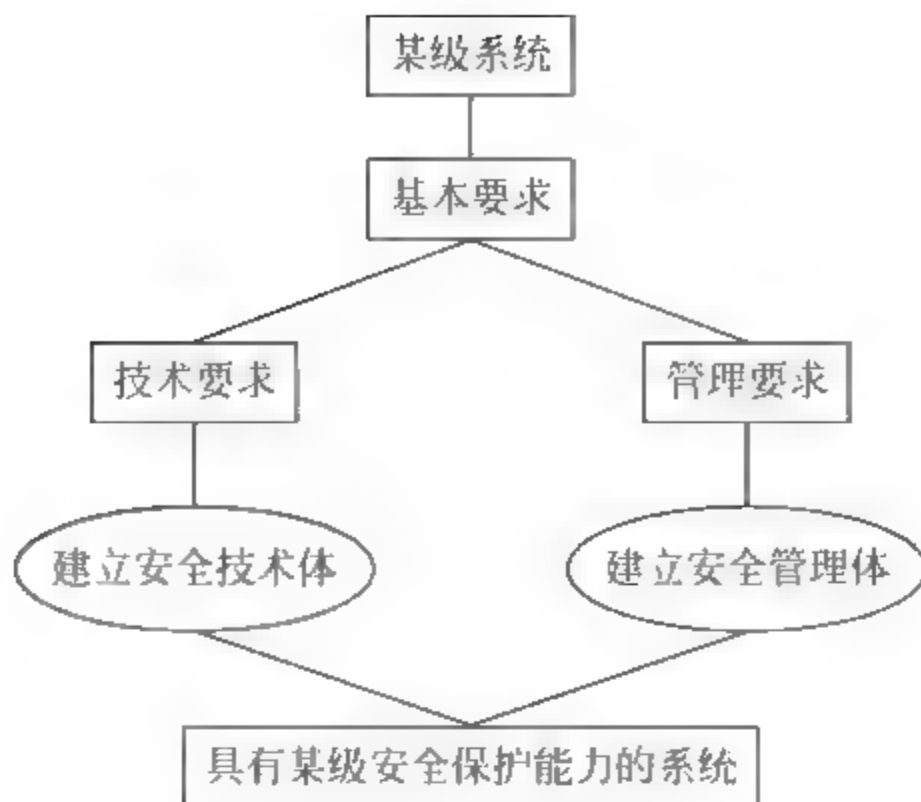 某级系统
基本要求
技术要求
管理要求
建立安全技术体
建立安全管理体
具有某级安全保护能力的系统